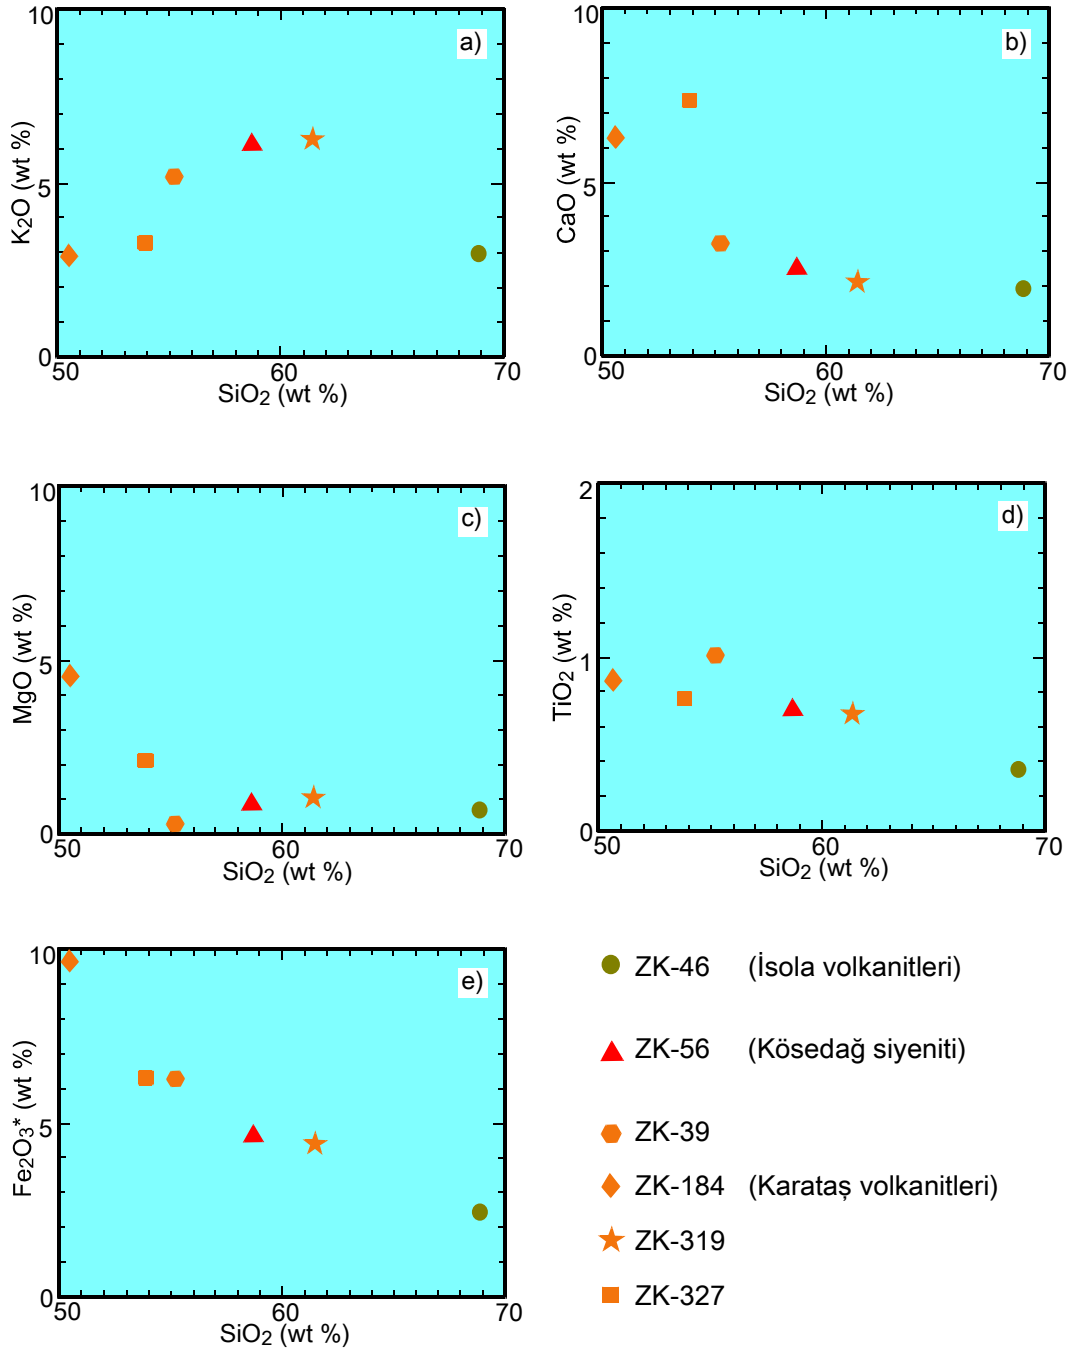 a)
10
5
0
K2O (wt %)
50 60 70
SiO2 (wt %)
b)
10
5
0
CaO (wt %)
50 60 70
SiO2 (wt %)
c)
10
5
0
MgO (wt %)
50 60 70
SiO2 (wt %)
d)
2
1
0
TiO2 (wt %)
50 60 70
SiO2 (wt %)
e)
10
5
0
Fe2O3* (wt %)
50 60 70
SiO2 (wt %)
ZK-46 (İsola volkanitleri)
ZK-56 (Kösedağ siyeniti)
ZK-39
ZK-184 (Karataş volkanitleri)
ZK-319
ZK-327